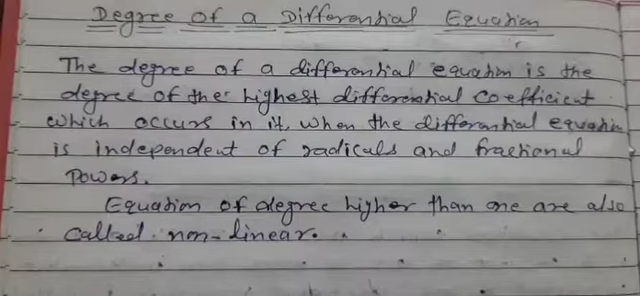 Degree of a Differential Equation
The degree of a differential equation is the
degree of the highest differential coefficient
which occurs in it, when the differential equation
is independent of radicals and fractional
Powers.
Equation of degree higher than one are also
called non-linear.